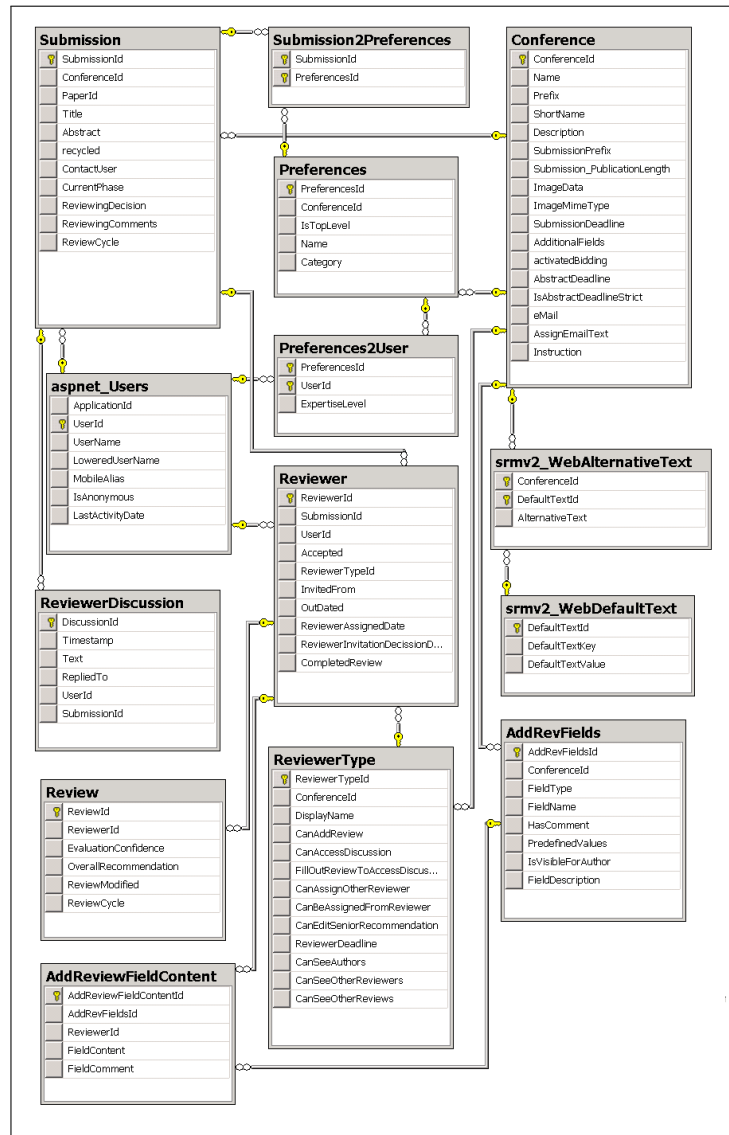 Submission
SubmissionId
ConferenceId
PaperId
Title
Abstract
recycled
ContactUser
CurrentPhase
ReviewingDecision
ReviewingComments
ReviewCycle
Submission2Preferences
SubmissionId
PreferencesId
Conference
ConferenceId
Name
Prefix
ShortName
Description
SubmissionPrefix
Submission_PublicationLength
ImageData
ImageMimeType
SubmissionDeadline
AdditionalFields
activatedBidding
AbstractDeadline
IsAbstractDeadlineStrict
eMail
AssignEmailText
Instruction
Preferences
PreferencesId
ConferenceId
IsTopLevel
Name
Category
Preferences2User
PreferencesId
UserId
ExpertiseLevel
aspnet_Users
ApplicationId
UserId
UserName
LoweredUserName
MobileAlias
IsAnonymous
LastActivityDate
Reviewer
ReviewerId
SubmissionId
UserId
Accepted
ReviewerTypeId
InvitedFrom
OutDated
ReviewerAssignedDate
ReviewerInvitationDecissionD...
CompletedReview
srmv2_WebAlternativeText
ConferenceId
DefaultTextId
AlternativeText
srmv2_WebDefaultText
DefaultTextId
DefaultTextKey
DefaultTextValue
ReviewerDiscussion
DiscussionId
Timestamp
Text
RepliedTo
UserId
SubmissionId
ReviewerType
ReviewerTypeId
ConferenceId
DisplayName
CanAddReview
CanAccessDiscussion
FillOutReviewToAccessDiscus...
CanAssignOtherReviewer
CanBeAssignedFromReviewer
CanEditSeniorRecommendation
ReviewerDeadline
CanSeeAuthors
CanSeeOtherReviewers
CanSeeOtherReviews
AddRevFields
AddRevFieldsId
ConferenceId
FieldType
FieldName
HasComment
PredefinedValues
IsVisibleForAuthor
FieldDescription
Review
ReviewId
ReviewerId
EvaluationConfidence
OverallRecommendation
ReviewModified
ReviewCycle
AddReviewFieldContent
AddReviewFieldContentId
AddRevFieldsId
ReviewerId
FieldContent
FieldComment